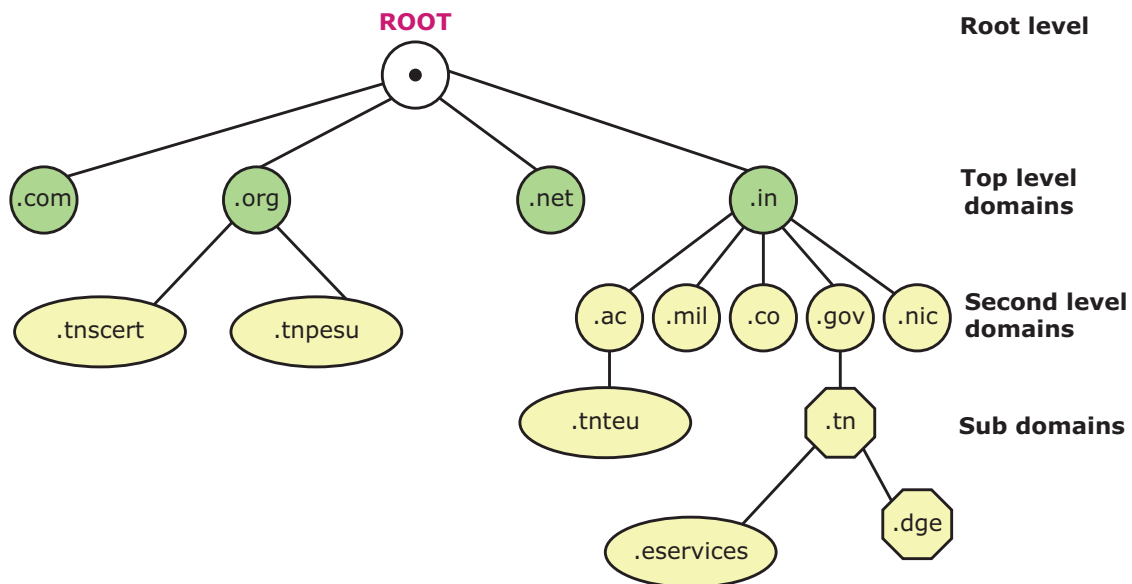 ROOT
Root level
.com
.org
.net
.in
Top level
domains
.tnscert
.tnpesu
.ac
.mil
.co
.gov
.nic
Second level
domains
.tnteu
.tn
Sub domains
.eservices
.dge